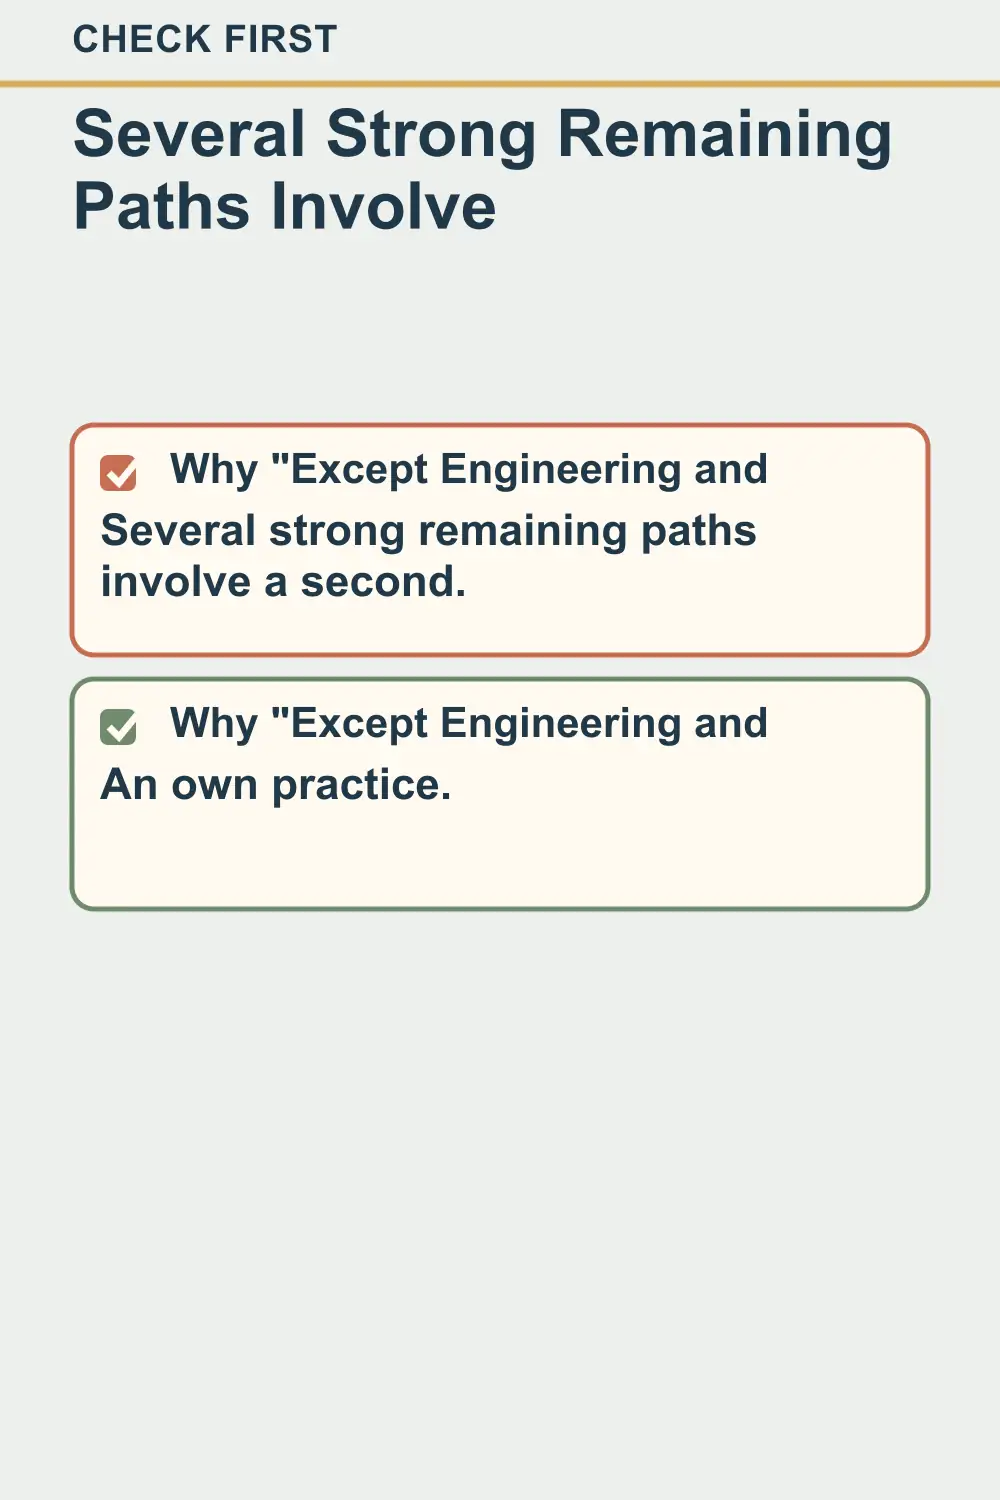 CHECK FIRST
Several Strong Remaining
Paths Involve
Why "Except Engineering and
Several strong remaining paths
involve a second.
Why "Except Engineering and
An own practice.